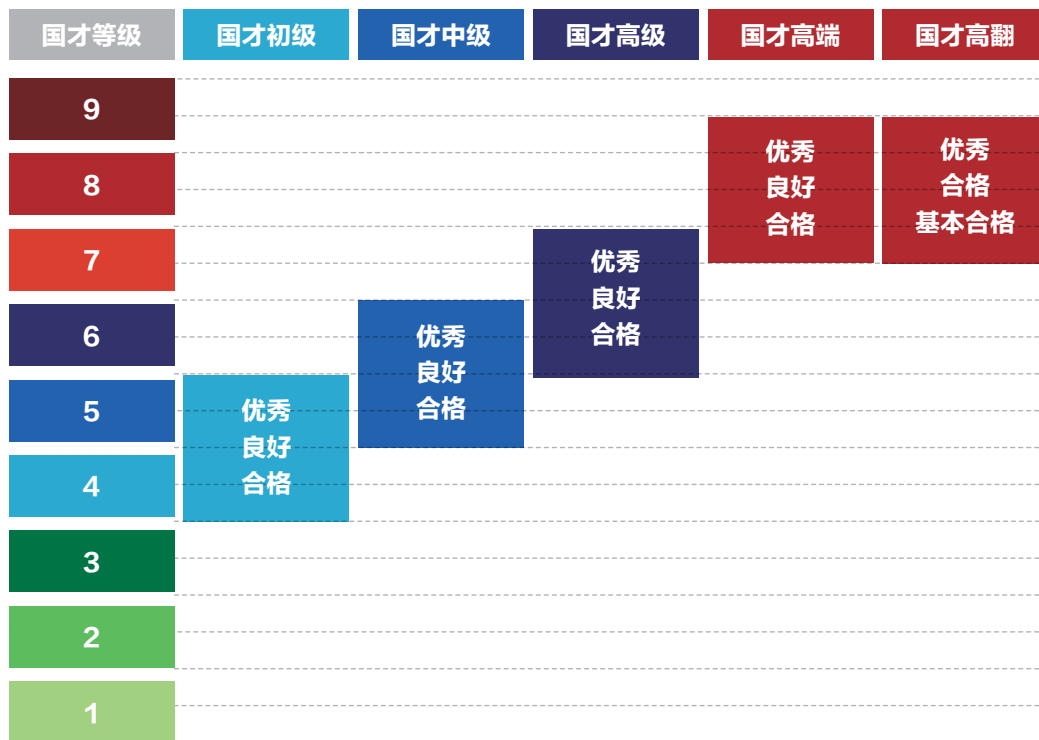 国才等级 国才初级 国才中级 国才高级 国才高端 国才高翻
9
优秀 优秀
8
良好 合格
合格 基本合格
7
优秀
良好
6
优秀
合格
良好
5
优秀
合格
良好
4
合格
3
2
1